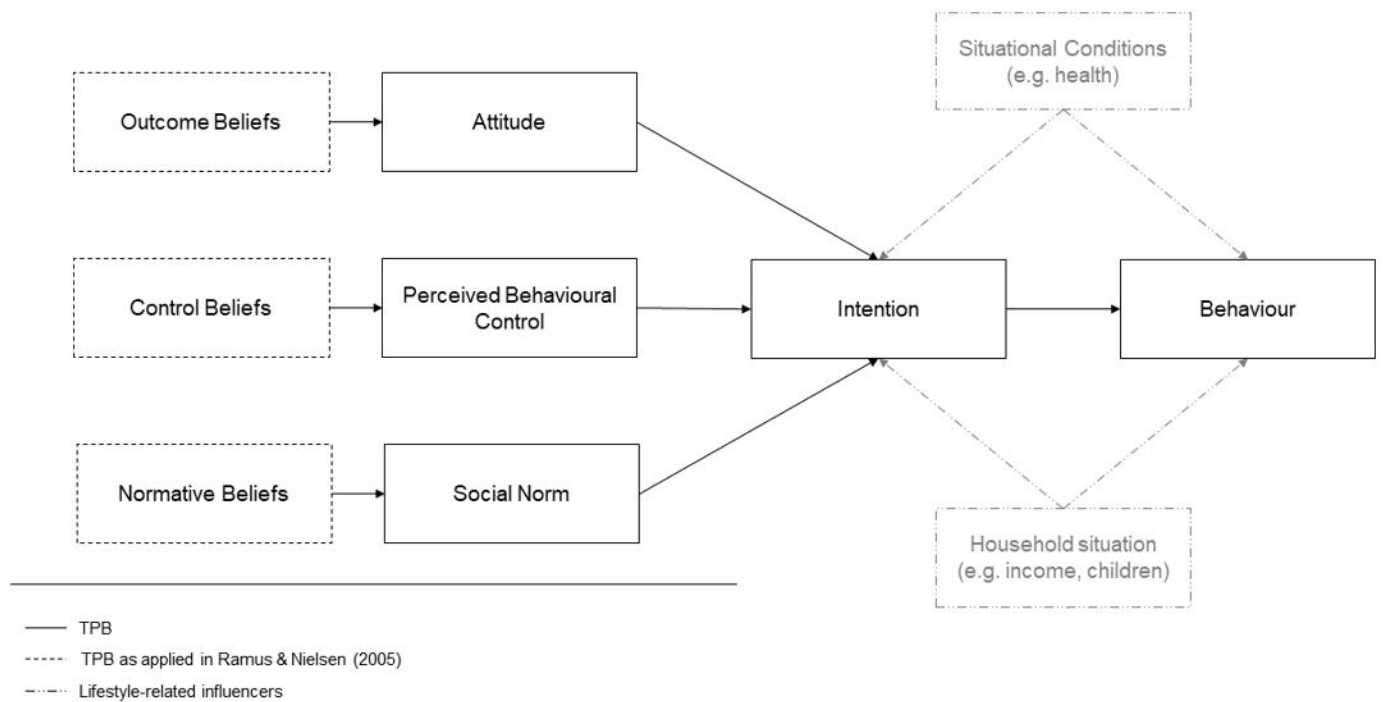 Situational Conditions
(e.g. health)
Outcome Beliefs
Attitude
Control Beliefs
Perceived Behavioural
Control
Intention
Behaviour
Normative Beliefs
Social Norm
Household situation
(e.g. income, children)
TPB
TPB as applied in Ramus & Nielsen (2005)
Lifestyle-related influencers